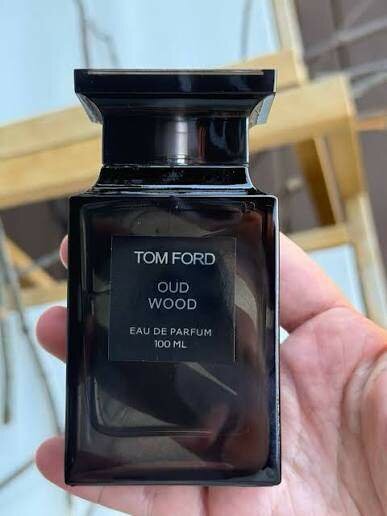 TOM FORD
OUD
WOOD
EAU DE PARFUM
100 ML